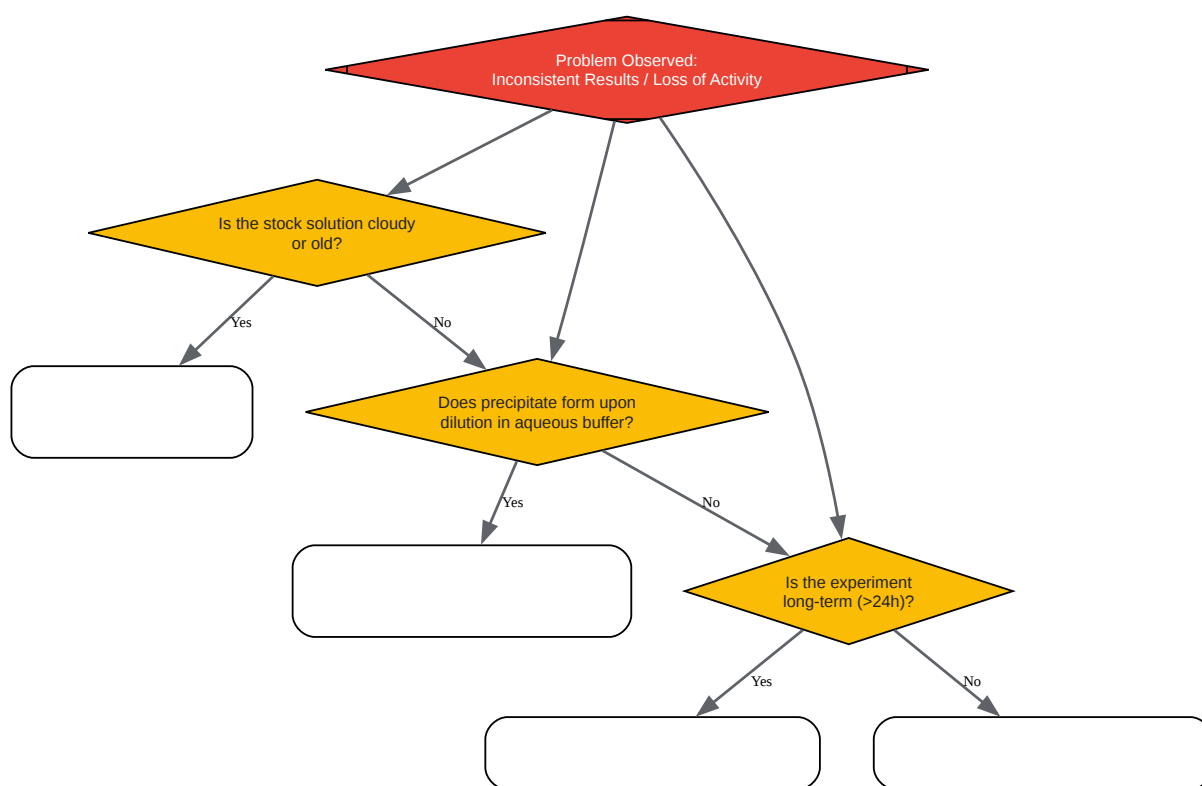 Problem Observed:
Inconsistent Results / Loss of Activity
Is the stock solution cloudy
or old?
Yes
No
Does precipitate form upon
dilution in aqueous buffer?
Yes
No
Is the experiment
long-term (>24h)?
Yes
No